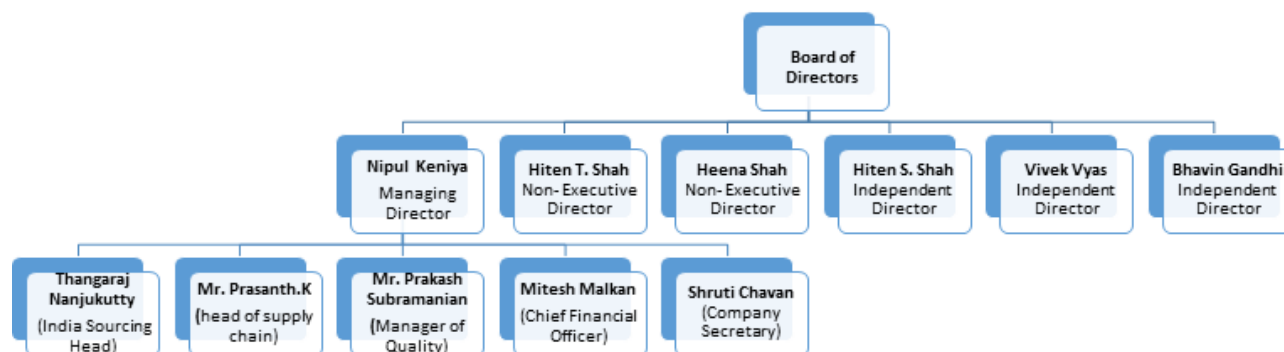 Board of
Directors
Nipul Keniya
Managing
Director
Hiten T. Shah
Non- Executive
Director
Heena Shah
Non- Executive
Director
Hiten S. Shah
Independent
Director
Vivek Vyas
Independent
Director
Bhavin Gandhi
Independent
Director
Thangaraj
Nanjukutty
(India Sourcing
Head)
Mr. Prasanth.K
(head of supply
chain)
Mr. Prakash
Subramanian
(Manager of
Quality)
Mitesh Malkan
(Chief Financial
Officer)
Shruti Chavan
(Company
Secretary)